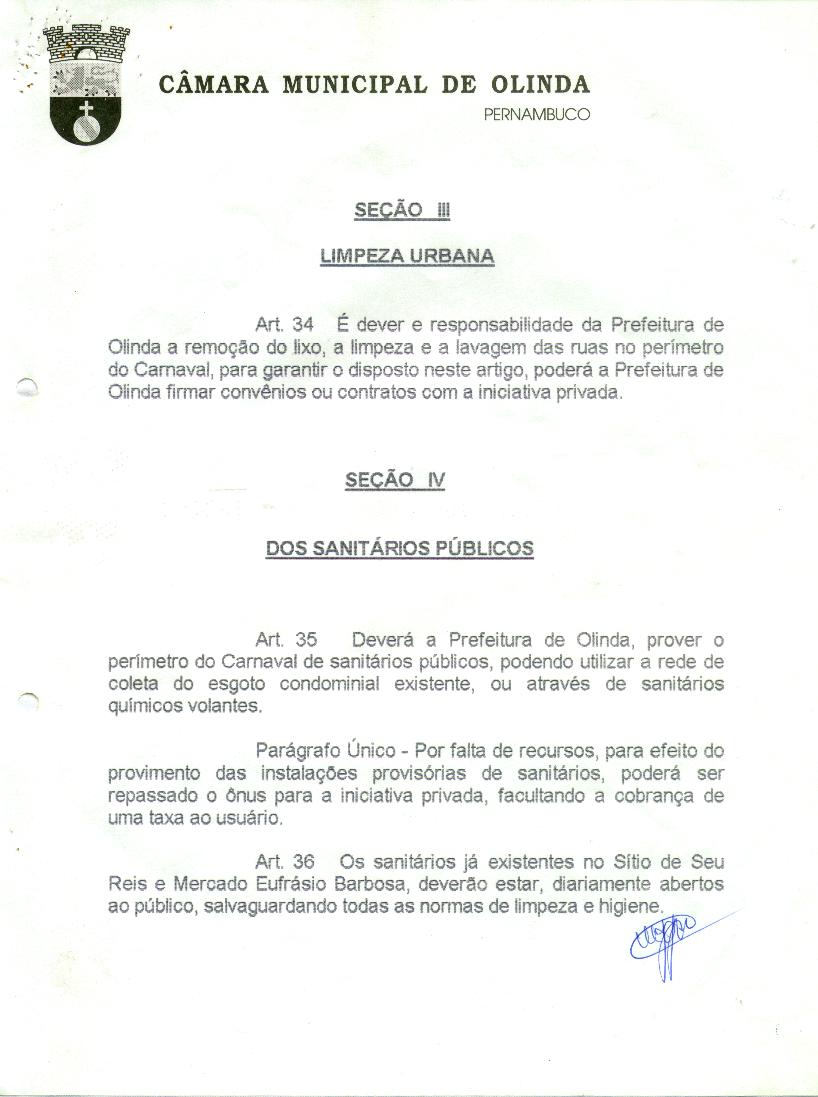 CÂMARA MUNICIPAL DE OLINDA
PERNAMBUCO
SEÇÃO III
LIMPEZA URBANA
Art. 34 É dever e responsabilidade da Prefeitura de
Olinda a remoção do lixo, a limpeza e a lavagem das ruas no perímetro
do Carnaval, para garantir o disposto neste artigo, poderá a Prefeitura de
Olinda firmar convênios ou contratos com a iniciativa privada.
SEÇÃO IV
DOS SANITÁRIOS PÚBLICOS
Art. 35 Deverá a Prefeitura de Olinda, prover o
perímetro do Carnaval de sanitários públicos, podendo utilizar a rede de
coleta do esgoto condominial existente, ou através de sanitários
químicos volantes.
Parágrafo Único - Por falta de recursos, para efeito do
provimento das instalações provisórias de sanitários, poderá ser
repassado o ônus para a iniciativa privada, facultando a cobrança de
uma taxa ao usuário.
Art. 36 Os sanitários já existentes no Sítio de Seu
Reis e Mercado Eufrásio Barbosa, deverão estar, diariamente abertos
ao público, salvaguardando todas as normas de limpeza e higiene.